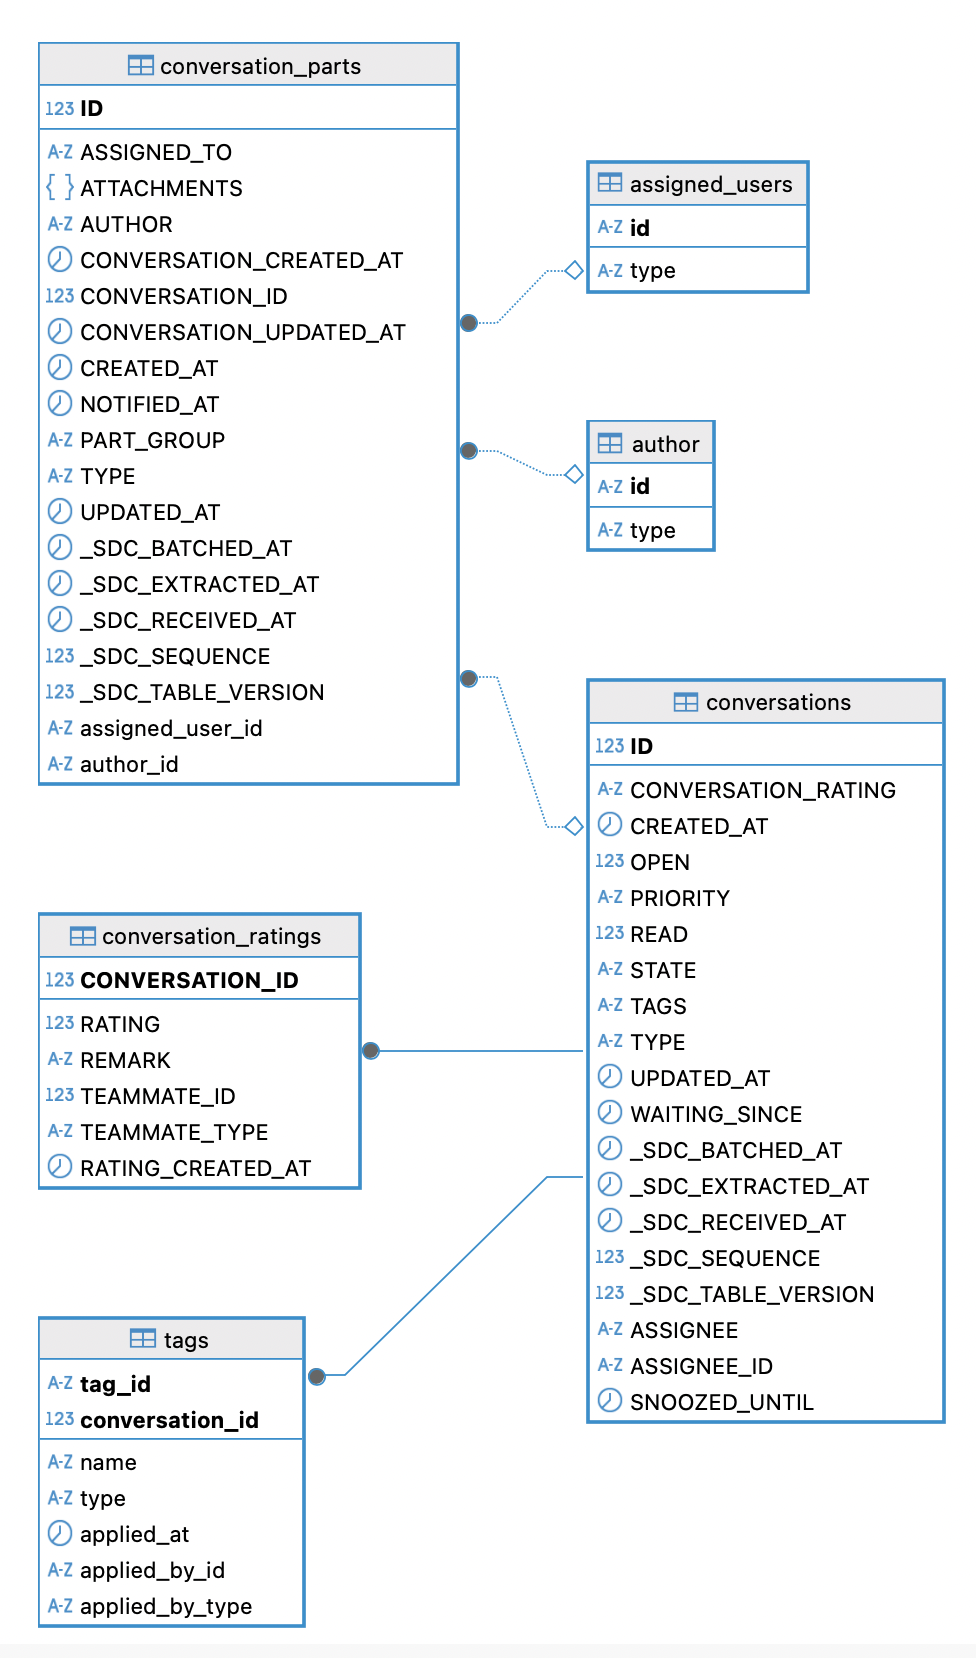 conversation_parts
123 ID
A-Z ASSIGNED_TO
{ } ATTACHMENTS
A-Z AUTHOR
CONVERSATION_CREATED_AT
123 CONVERSATION_ID
CONVERSATION_UPDATED_AT
CREATED_AT
NOTIFIED_AT
A-Z PART_GROUP
A-Z TYPE
UPDATED_AT
_SDC_BATCHED_AT
_SDC_EXTRACTED_AT
_SDC_RECEIVED_AT
123 _SDC_SEQUENCE
123 _SDC_TABLE_VERSION
A-Z assigned_user_id
A-Z author_id
assigned_users
A-Z id
A-Z type
author
A-Z id
A-Z type
conversations
123 ID
A-Z CONVERSATION_RATING
CREATED_AT
123 OPEN
A-Z PRIORITY
123 READ
A-Z STATE
A-Z TAGS
A-Z TYPE
UPDATED_AT
WAITING_SINCE
_SDC_BATCHED_AT
_SDC_EXTRACTED_AT
_SDC_RECEIVED_AT
123 _SDC_SEQUENCE
123 _SDC_TABLE_VERSION
A-Z ASSIGNEE
A-Z ASSIGNEE_ID
SNOOZED_UNTIL
conversation_ratings
123 CONVERSATION_ID
123 RATING
A-Z REMARK
123 TEAMMATE_ID
A-Z TEAMMATE_TYPE
RATING_CREATED_AT
tags
A-Z tag_id
123 conversation_id
A-Z name
A-Z type
applied_at
A-Z applied_by_id
A-Z applied_by_type